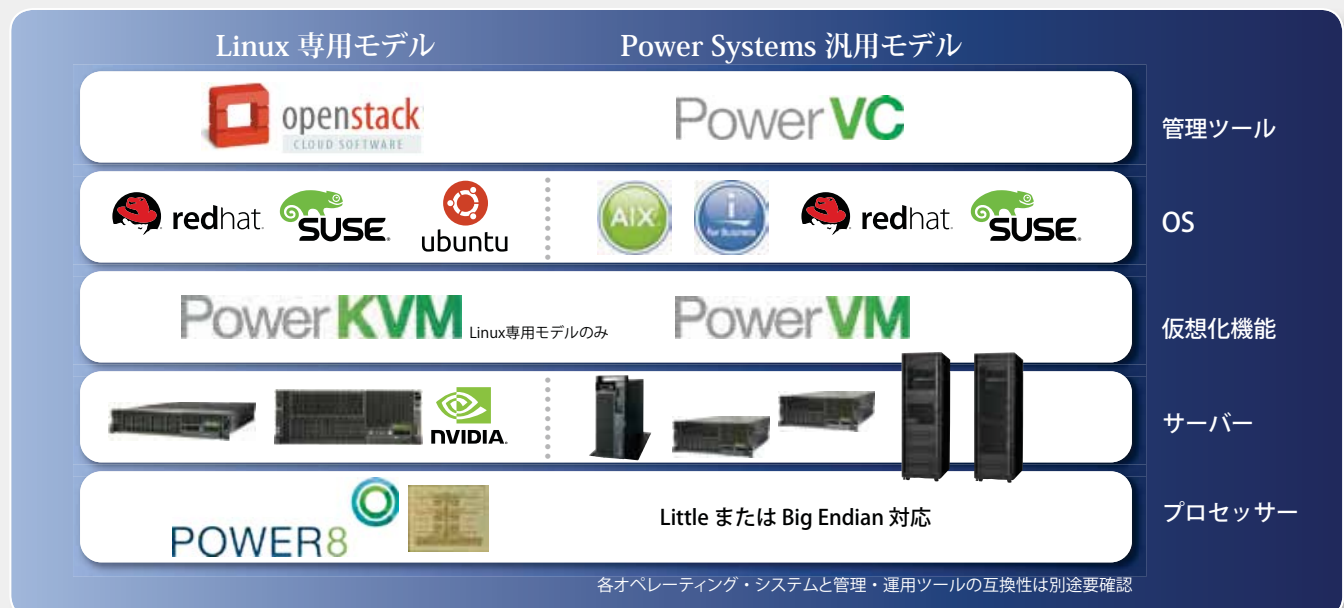 Linux 専用モデル
Power Systems 汎用モデル
openstack
CLOUD SOFTWARE
PowerVC
管理ツール
redhat.
SUSE.
ubuntu
AIX
i
for Business
redhat.
SUSE.
OS
PowerKVM
Linux専用モデルのみ
PowerVM
仮想化機能
NVIDIA.
サーバー
POWER8
Little または Big Endian 対応
プロセッサー
各オペレーティング・システムと管理・運用ツールの互換性は別途要確認